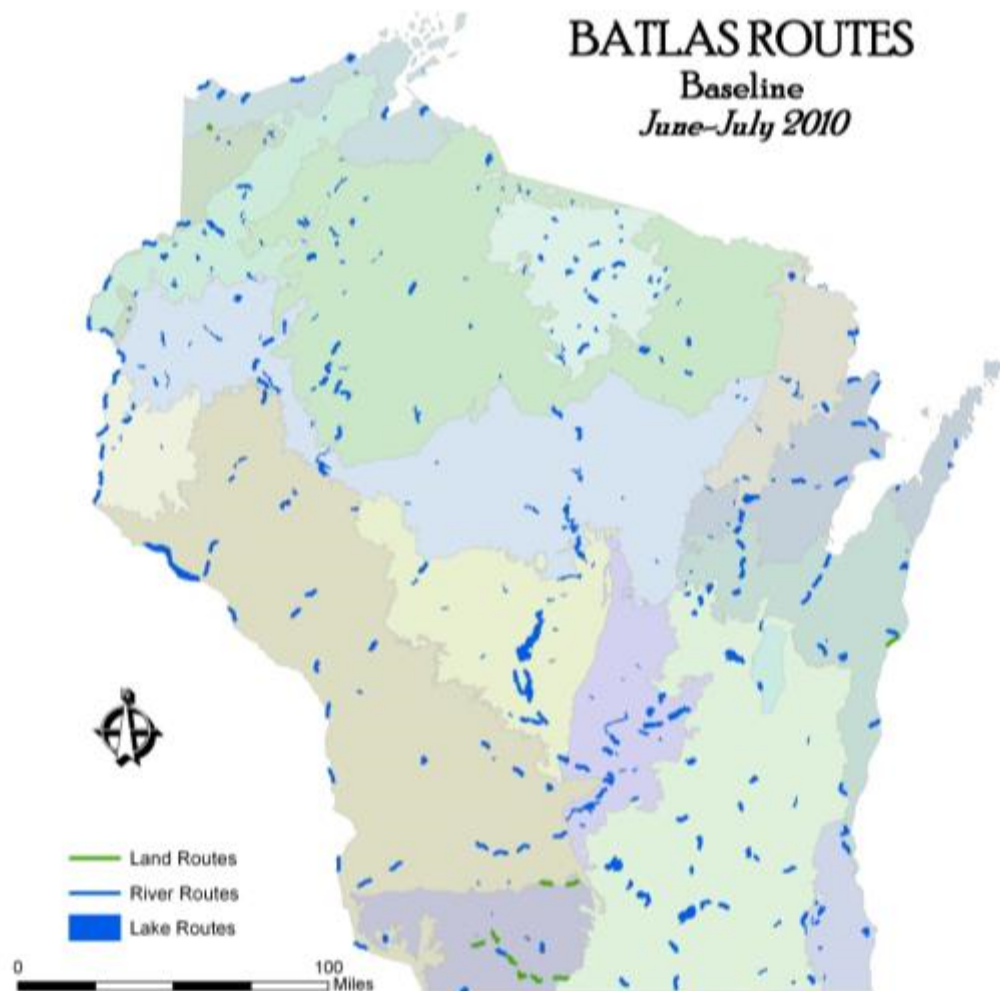 BATLAS ROUTES
Baseline
June-July 2010
Land Routes
River Routes
Lake Routes
0 100
Miles